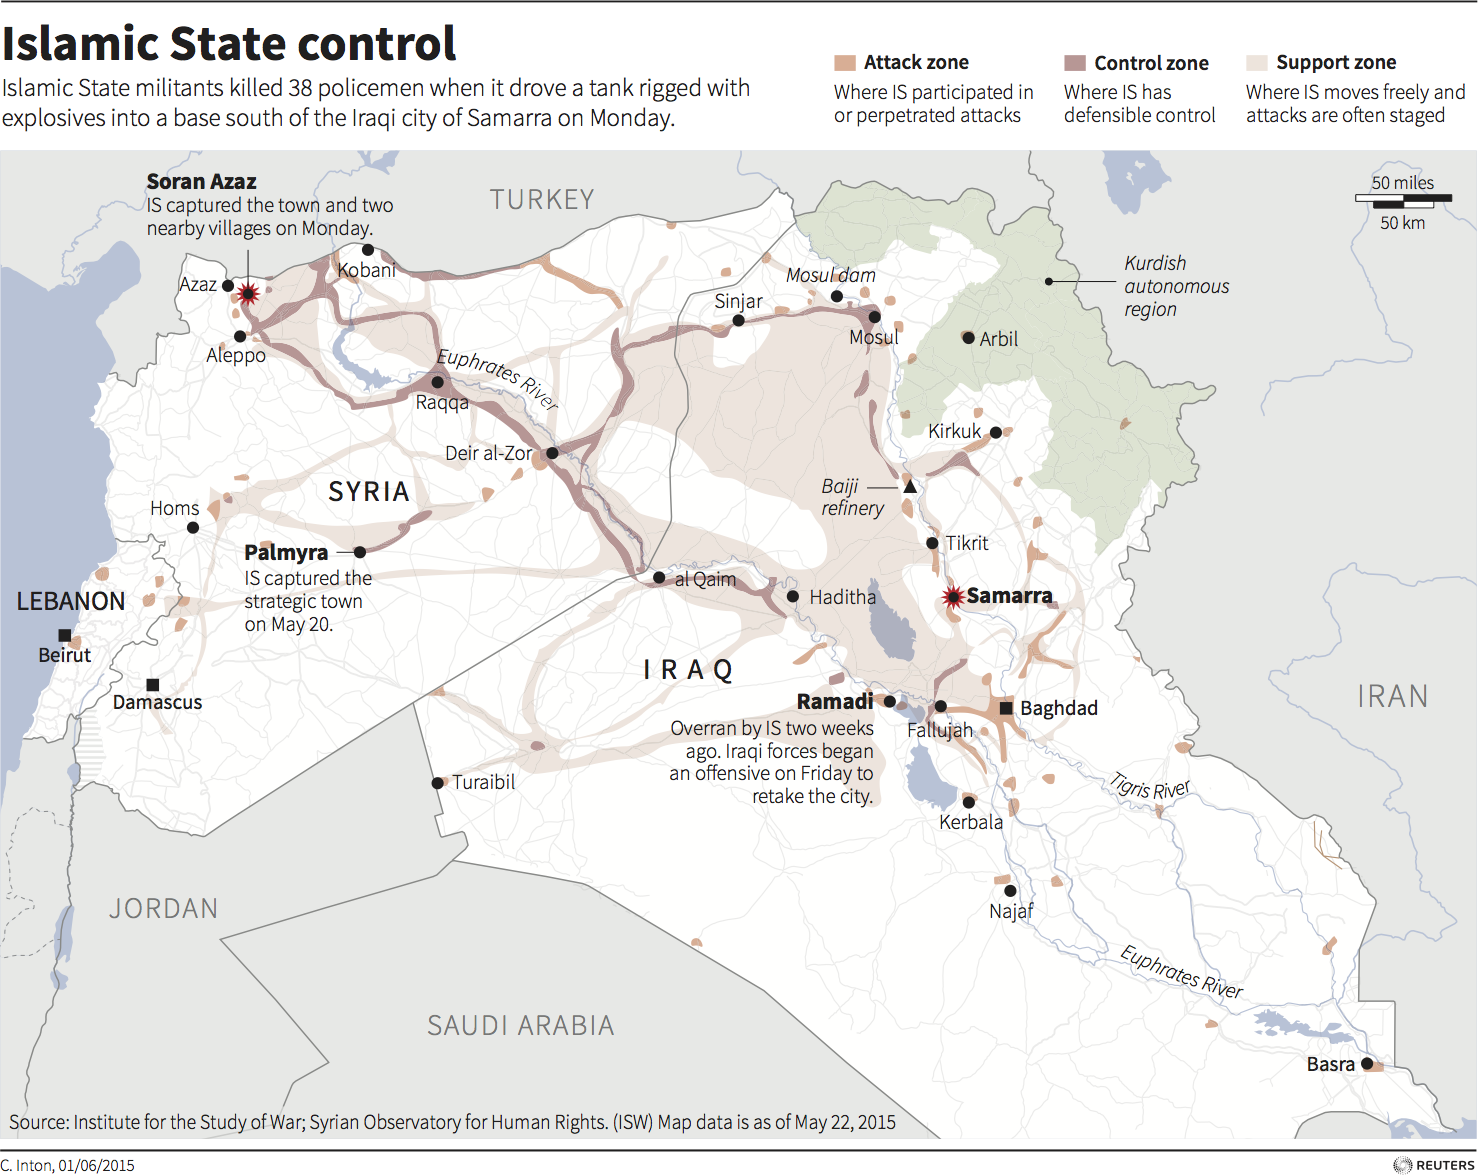 Islamic State control
Islamic State militants killed 38 policemen when it drove a tank rigged with
explosives into a base south of the Iraqi city of Samarra on Monday.
Attack zone
Where IS participated in
or perpetrated attacks
Control zone
Where IS has
defensible control
Support zone
Where IS moves freely and
attacks are often staged
50 miles
50 km
Soran Azaz
IS captured the town and two
nearby villages on Monday.
TURKEY
Kobani
Azaz
Aleppo
Mosul dam
Sinjar
Mosul
Kurdish
autonomous
region
Arbil
Euphrates River
Raqqa
Deir al-Zor
Kirkuk
SYRIA
Baiji
refinery
Homs
Palmyra
IS captured the
strategic town
on May 20.
Tikrit
al Qaim
Haditha
Samarra
LEBANON
Beirut
Damascus
IRAQ
IRAN
Ramadi
Overran by IS two weeks
ago. Iraqi forces began
an offensive on Friday to
retake the city.
Fallujah
Baghdad
Turaibil
Tigris River
Kerbala
Najaf
JORDAN
Euphrates River
SAUDI ARABIA
Basra
Source: Institute for the Study of War; Syrian Observatory for Human Rights. (ISW) Map data is as of May 22, 2015
C. Inton, 01/06/2015
REUTERS